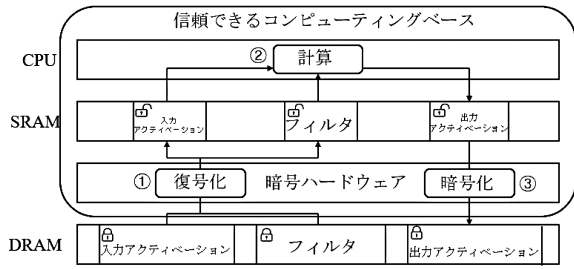 信頼できるコンピューティングベース
CPU
②
計算
SRAM
入力
アクティベーション
フィルタ
出力
アクティベーション
①
復号化
暗号ハードウェア
暗号化
③
DRAM
入力アクティベーション
フィルタ
出力アクティベーション